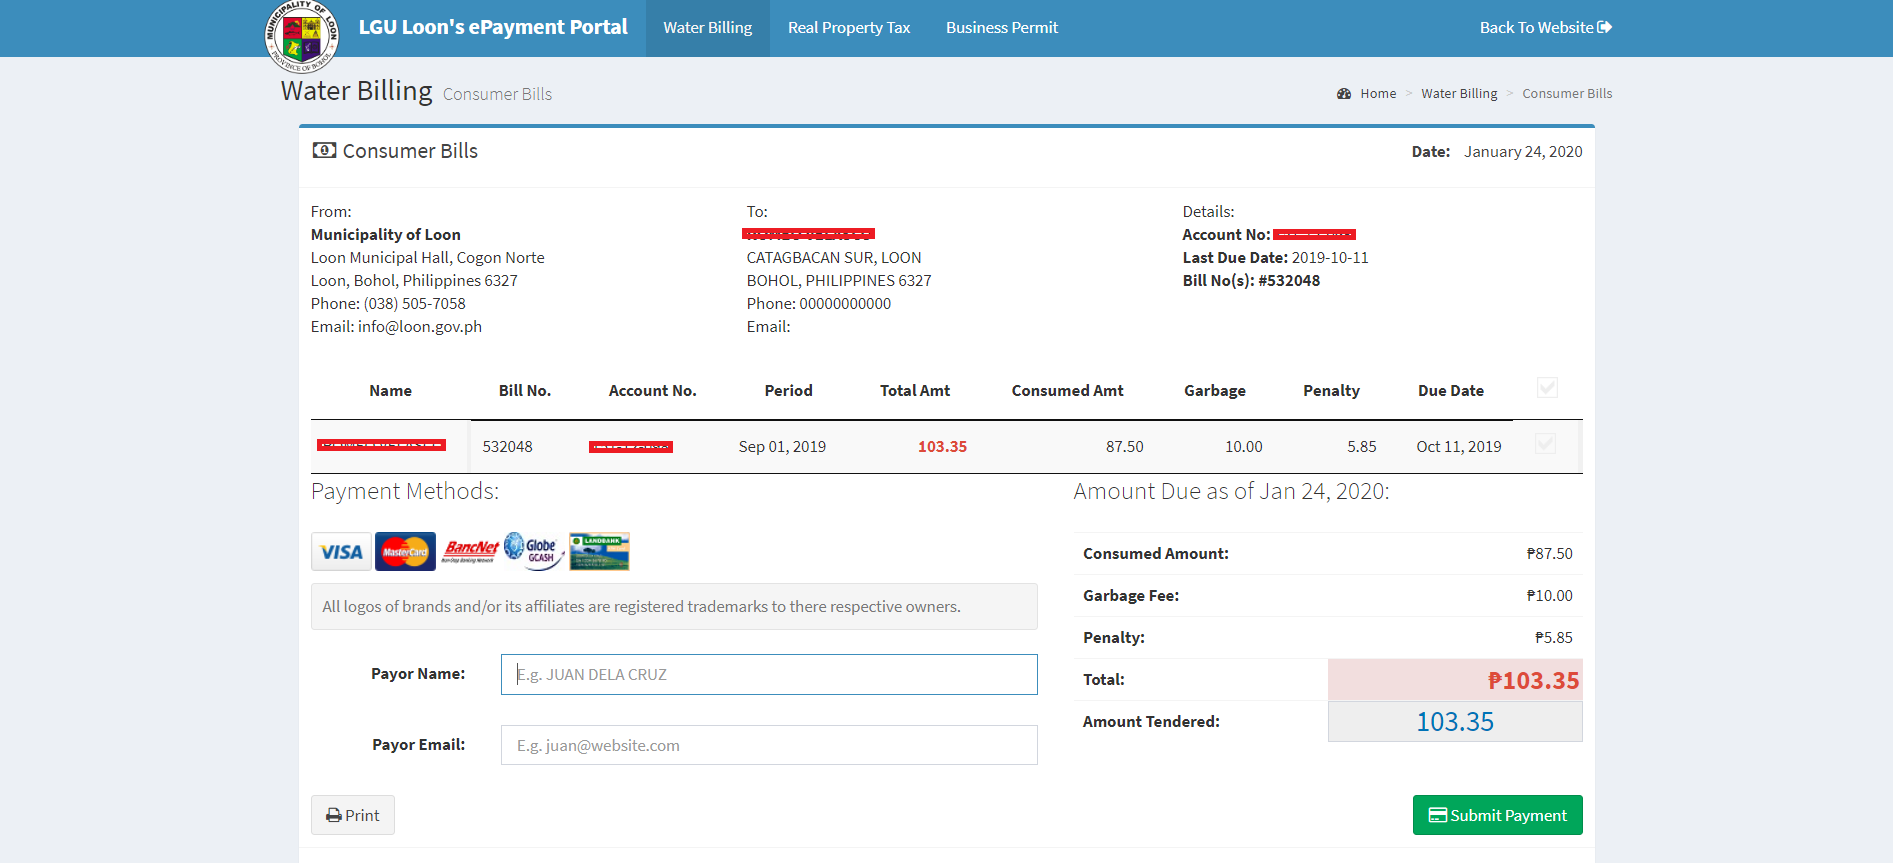 MUNICIPALITY OF LOON
PROVINCE OF BOHOL
LGU Loon's ePayment Portal
Water Billing
Real Property Tax
Business Permit
Back To Website
Water Billing Consumer Bills
Home > Water Billing > Consumer Bills
Consumer Bills
Date: January 24, 2020
From:
Municipality of Loon
Loon Municipal Hall, Cogon Norte
Loon, Bohol, Philippines 6327
Phone: (038) 505-7058
Email: info@loon.gov.ph
To:
CATAGBACAN SUR, LOON
BOHOL, PHILIPPINES 6327
Phone: 00000000000
Email:
Details:
Account No:
Last Due Date: 2019-10-11
Bill No(s): #532048
Name Bill No. Account No. Period Total Amt Consumed Amt Garbage Penalty Due Date
532048 Sep 01, 2019 103.35 87.50 10.00 5.85 Oct 11, 2019
Payment Methods:
VISA MasterCard BancNet Globe GCASH LANDBANK
All logos of brands and/or its affiliates are registered trademarks to there respective owners.
Payor Name: E.g. JUAN DELA CRUZ
Payor Email: E.g. juan@website.com
Print
Amount Due as of Jan 24, 2020:
Consumed Amount: ₱87.50
Garbage Fee: ₱10.00
Penalty: ₱5.85
Total: ₱103.35
Amount Tendered: 103.35
Submit Payment